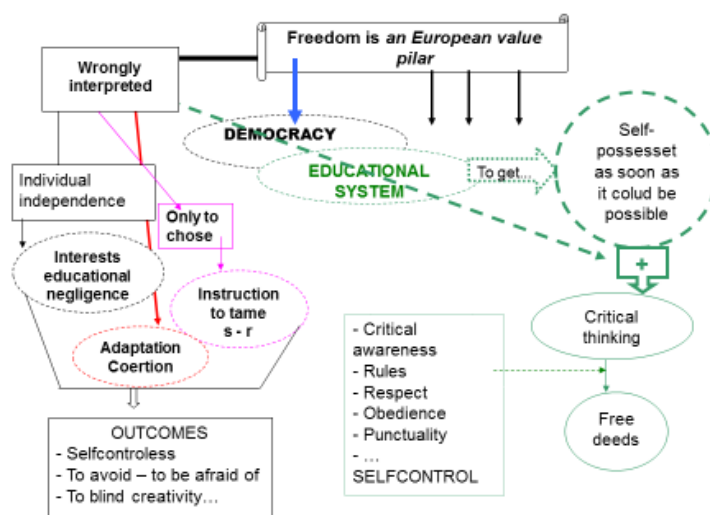 Freedom is an European value
pilar
Wrongly
interpreted
DEMOCRACY
EDUCATIONAL
SYSTEM
To get...
Self-
possesset
as soon as
it colud be
possible
Individual
independence
Only to
chose
Interests
educational
negligence
Instruction
to tame
s - r
Adaptation
Coertion
+
Critical
thinking
- Critical
awareness
- Rules
- Respect
- Obedience
- Punctuality
- ...
SELFCONTROL
Free
deeds
OUTCOMES
- Selfcontroless
- To avoid – to be afraid of
- To blind creativity...